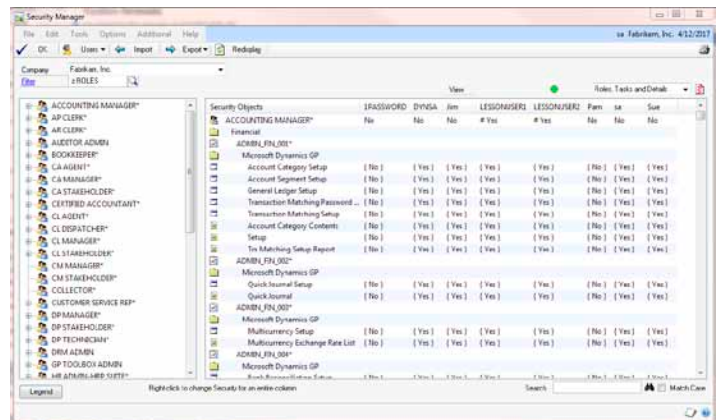 Security Manager
File Edit Tools Options Additional Help
sa Fabrikam, Inc. 4/12/2017
OK Users Import Export Redisplay
Company Fabrikam, Inc.
Filter z ROLES
View
Roles, Tasks and Details
ACCOUNTING MANAGER*
AP CLERK*
AR CLERK*
AUDITOR ADMIN
BOOKKEEPER*
CA AGENT*
CA MANAGER*
CA STAKEHOLDER*
CERTIFIED ACCOUNTANT*
CL AGENT*
CL DISPATCHER*
CL MANAGER*
CL STAKEHOLDER*
CM MANAGER*
CM STAKEHOLDER*
COLLECTOR*
CUSTOMER SERVICE REP*
DP MANAGER*
DP STAKEHOLDER*
DP TECHNICIAN*
DRM ADMIN
GP TOOLBOX ADMIN
HR ADMIN-HRP SUITE*
Security Objects 1PASSWORD DYNSA Jim LESSONUSER1 LESSONUSER2 Pam sa Sue
ACCOUNTING MANAGER* No No No # Yes # Yes No No No
Financial
ADMIN_FIN_001*
Microsoft Dynamics GP
Account Category Setup { No } { Yes } { Yes } { Yes } { Yes } { No } { Yes } { Yes }
Account Segment Setup { No } { Yes } { Yes } { Yes } { Yes } { No } { Yes } { Yes }
General Ledger Setup { No } { Yes } { Yes } { Yes } { Yes } { No } { Yes } { Yes }
Transaction Matching Password ... { No } { Yes } { Yes } { Yes } { Yes } { No } { Yes } { Yes }
Transaction Matching Setup { No } { Yes } { Yes } { Yes } { Yes } { No } { Yes } { Yes }
Account Category Contents { No } { Yes } { Yes } { Yes } { Yes } { No } { Yes } { Yes }
Setup { No } { Yes } { Yes } { Yes } { Yes } { No } { Yes } { Yes }
Trx Matching Setup Report { No } { Yes } { Yes } { Yes } { Yes } { No } { Yes } { Yes }
ADMIN_FIN_002*
Microsoft Dynamics GP
Quick Journal Setup { No } { Yes } { Yes } { Yes } { Yes } { No } { Yes } { Yes }
Quick Journal { No } { Yes } { Yes } { Yes } { Yes } { No } { Yes } { Yes }
ADMIN_FIN_003*
Microsoft Dynamics GP
Multicurrency Setup { No } { Yes } { Yes } { Yes } { Yes } { No } { Yes } { Yes }
Multicurrency Exchange Rate List { No } { Yes } { Yes } { Yes } { Yes } { No } { Yes } { Yes }
ADMIN_FIN_004*
Microsoft Dynamics GP
Legend
Right-click to change Security for an entire column
Search
Match Case